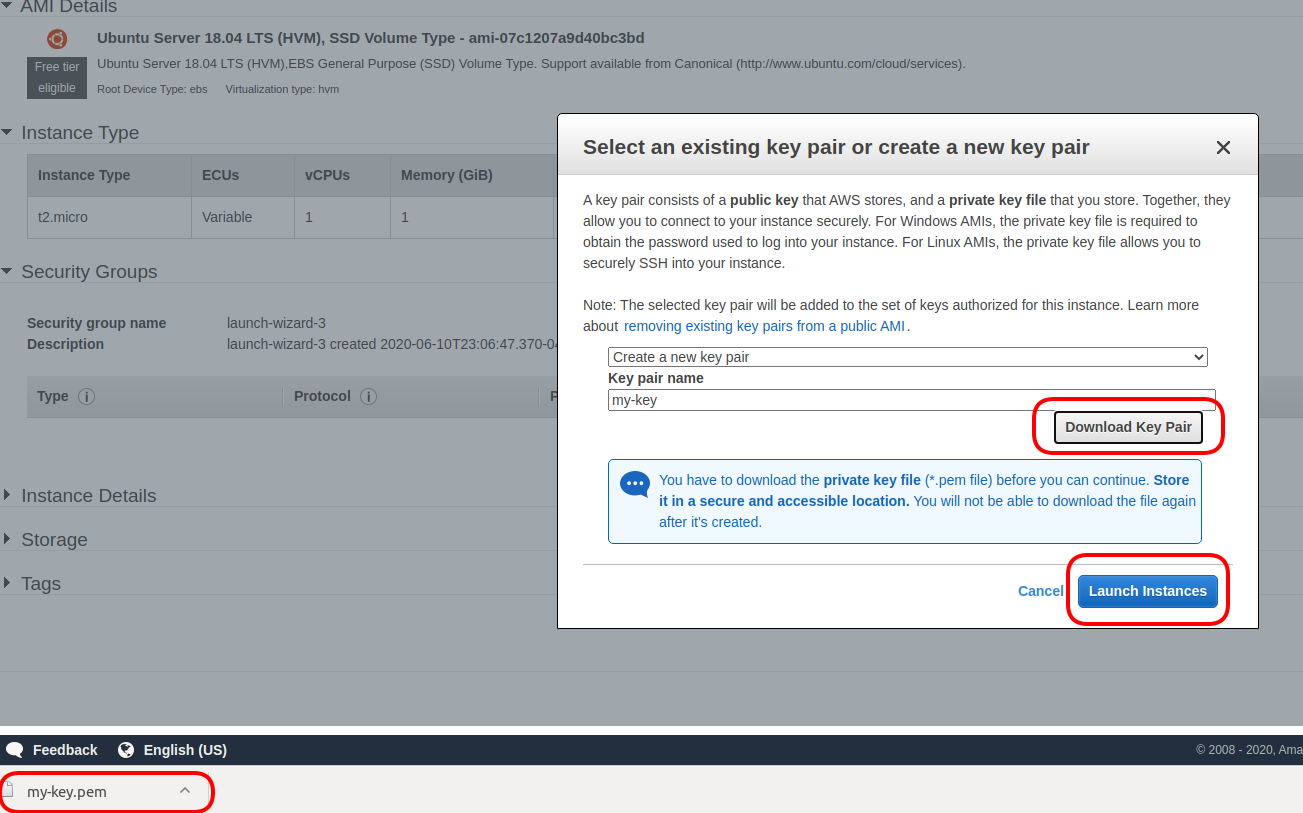 AMI Details
Ubuntu Server 18.04 LTS (HVM), SSD Volume Type - ami-07c1207a9d40bc3bd
Free tier
eligible
Ubuntu Server 18.04 LTS (HVM),EBS General Purpose (SSD) Volume Type. Support available from Canonical (http://www.ubuntu.com/cloud/services).
Root Device Type: ebs Virtualization type: hvm
Instance Type
Instance Type ECUs vCPUs Memory (GiB)
t2.micro Variable 1 1
Security Groups
Security group name launch-wizard-3
Description launch-wizard-3 created 2020-06-10T23:06:47.370-04
Type i Protocol i P
Instance Details
Storage
Tags
Select an existing key pair or create a new key pair
A key pair consists of a public key that AWS stores, and a private key file that you store. Together, they
allow you to connect to your instance securely. For Windows AMIs, the private key file is required to
obtain the password used to log into your instance. For Linux AMIs, the private key file allows you to
securely SSH into your instance.
Note: The selected key pair will be added to the set of keys authorized for this instance. Learn more
about removing existing key pairs from a public AMI .
Create a new key pair
Key pair name
my-key
Download Key Pair
You have to download the private key file (*.pem file) before you can continue. Store
it in a secure and accessible location. You will not be able to download the file again
after it's created.
Cancel Launch Instances
Feedback English (US) © 2008 - 2020, Ama
my-key.pem